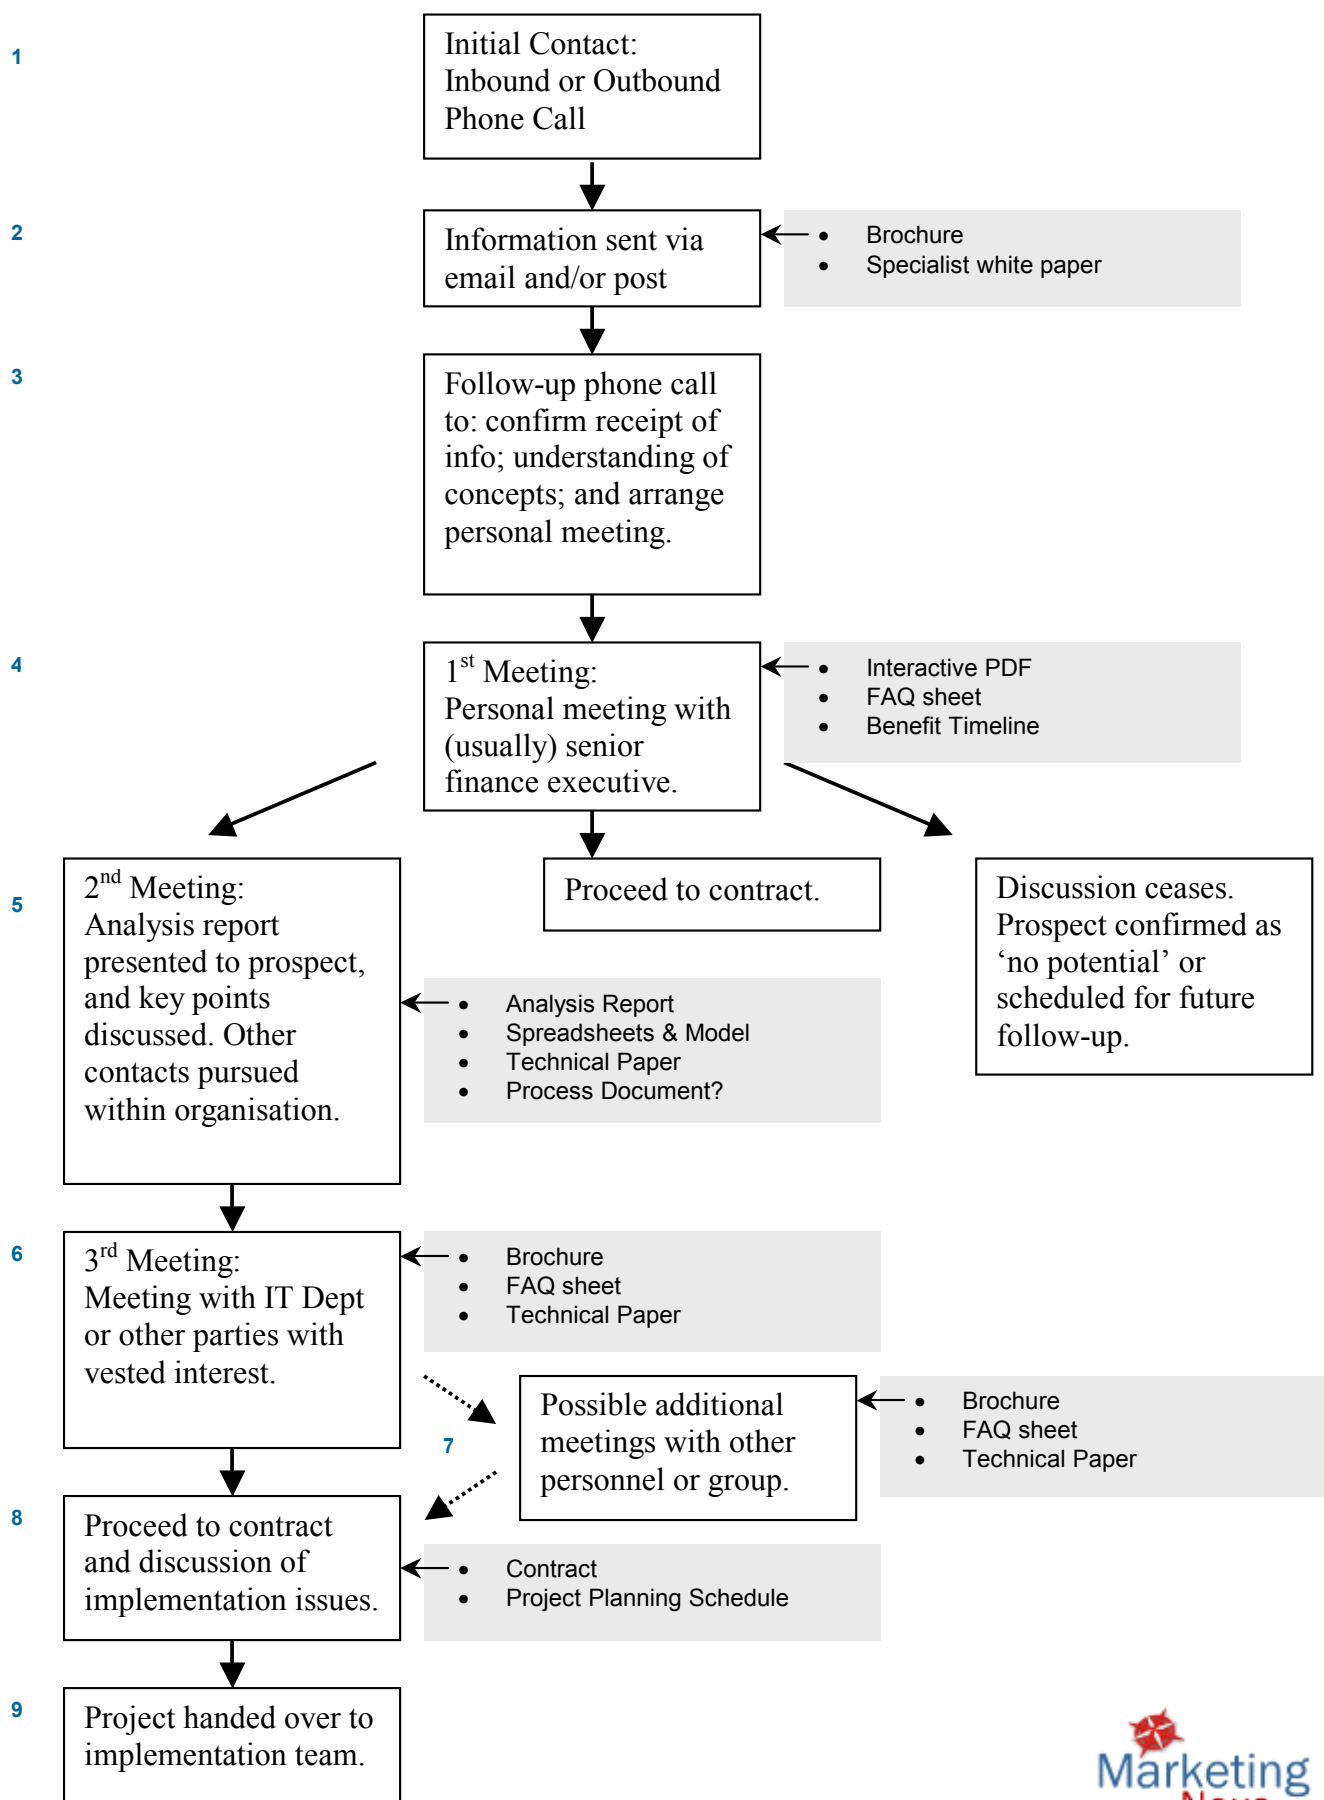 1
Initial Contact:
Inbound or Outbound
Phone Call
2
Information sent via
email and/or post
• Brochure
• Specialist white paper
3
Follow-up phone call
to: confirm receipt of
info; understanding of
concepts; and arrange
personal meeting.
4
1st Meeting:
Personal meeting with
(usually) senior
finance executive.
• Interactive PDF
• FAQ sheet
• Benefit Timeline
5
2nd Meeting:
Analysis report
presented to prospect,
and key points
discussed. Other
contacts pursued
within organisation.
Proceed to contract.
Discussion ceases.
Prospect confirmed as
‘no potential’ or
scheduled for future
follow-up.
• Analysis Report
• Spreadsheets & Model
• Technical Paper
• Process Document?
6
3rd Meeting:
Meeting with IT Dept
or other parties with
vested interest.
• Brochure
• FAQ sheet
• Technical Paper
7
Possible additional
meetings with other
personnel or group.
• Brochure
• FAQ sheet
• Technical Paper
8
Proceed to contract
and discussion of
implementation issues.
• Contract
• Project Planning Schedule
9
Project handed over to
implementation team.
Marketing